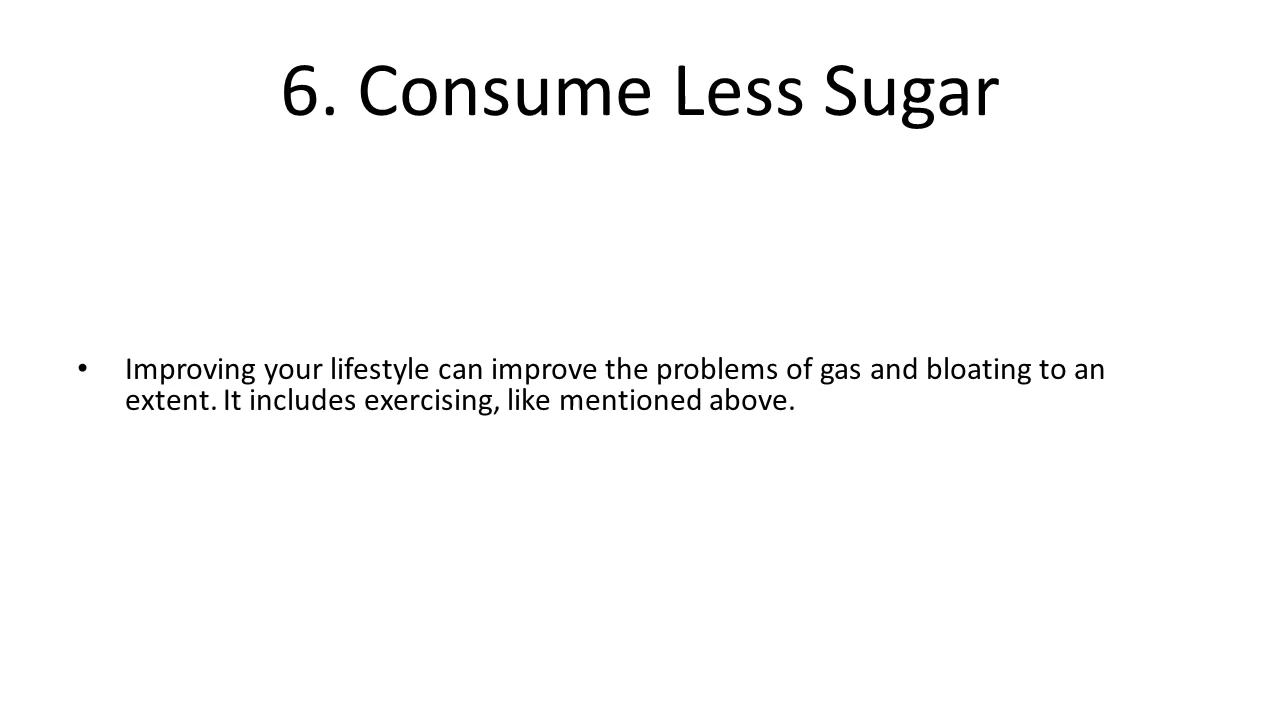 6. Consume Less Sugar
• Improving your lifestyle can improve the problems of gas and bloating to an
extent. It includes exercising, like mentioned above.